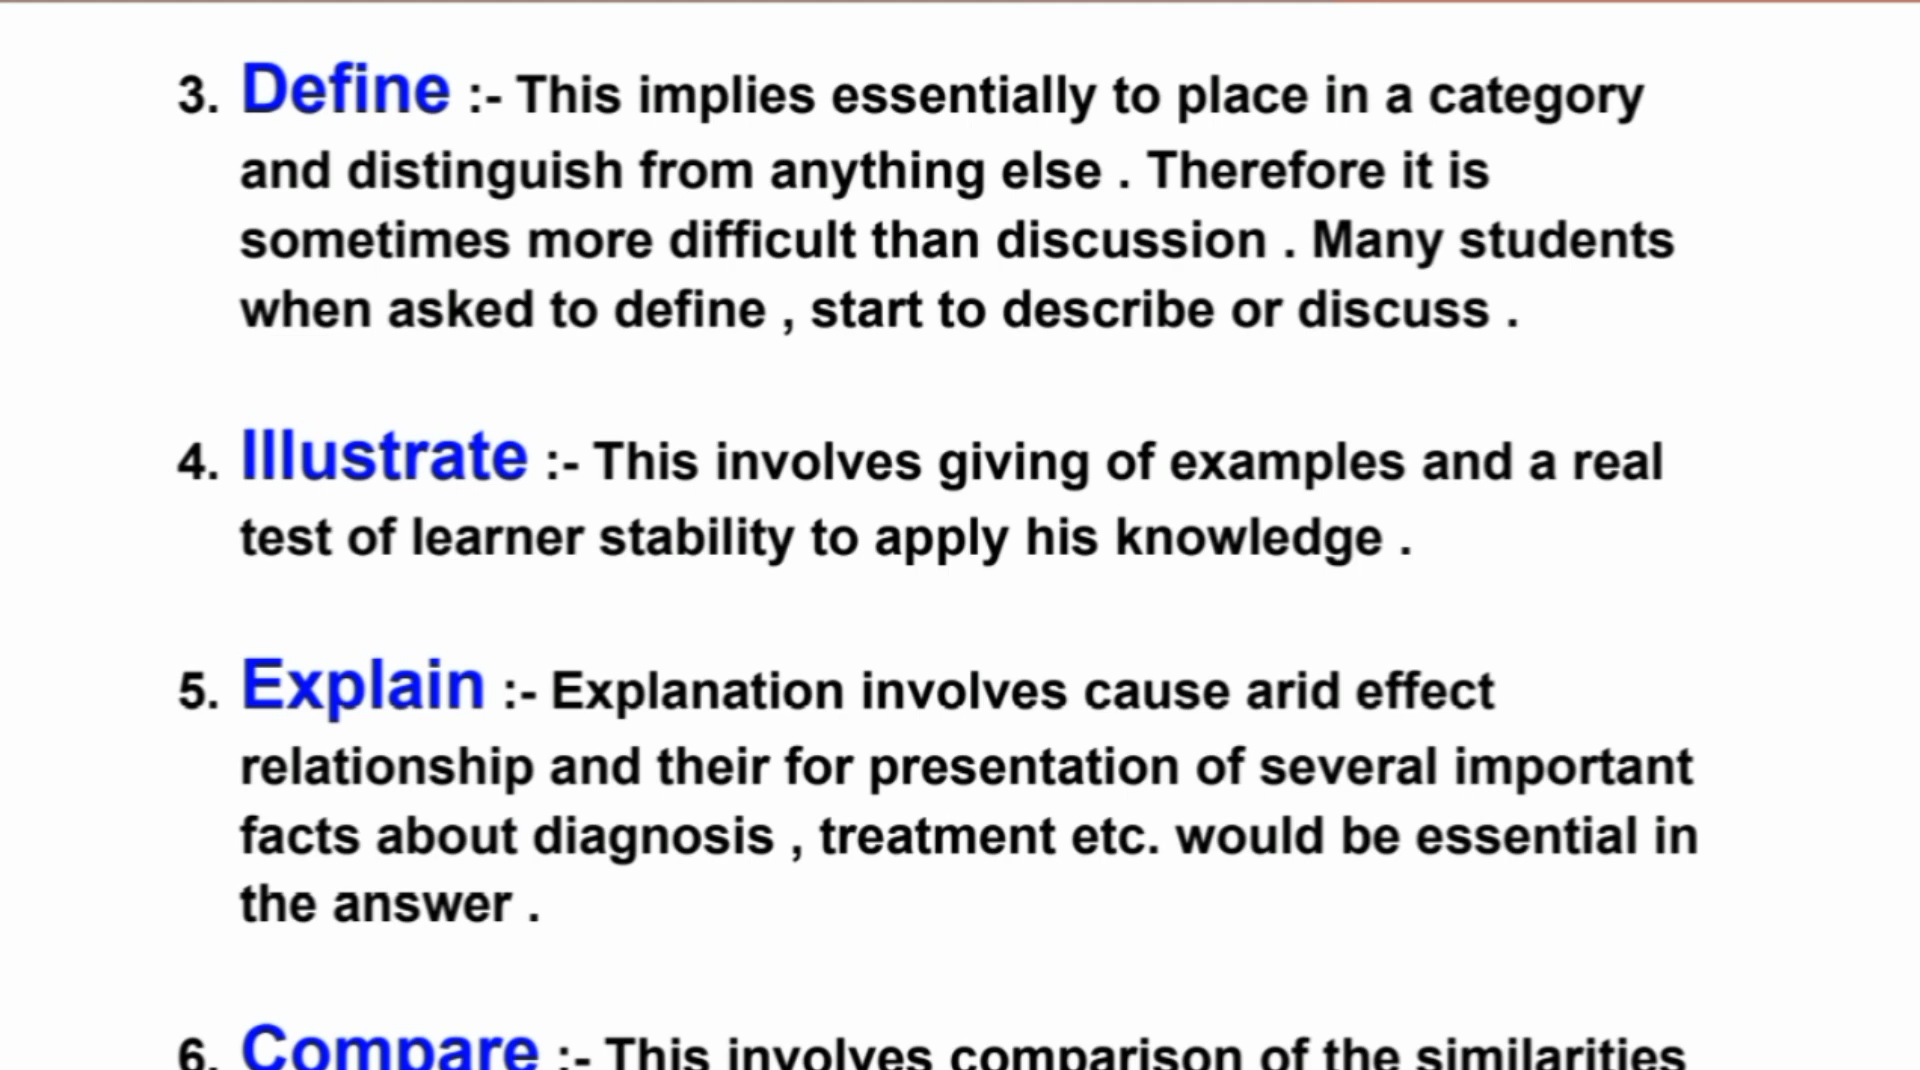 3. Define :- This implies essentially to place in a category
and distinguish from anything else . Therefore it is
sometimes more difficult than discussion . Many students
when asked to define , start to describe or discuss .
4. Illustrate :- This involves giving of examples and a real
test of learner stability to apply his knowledge .
5. Explain :- Explanation involves cause arid effect
relationship and their for presentation of several important
facts about diagnosis , treatment etc. would be essential in
the answer .
6. Compare :- This involves comparison of the similarities